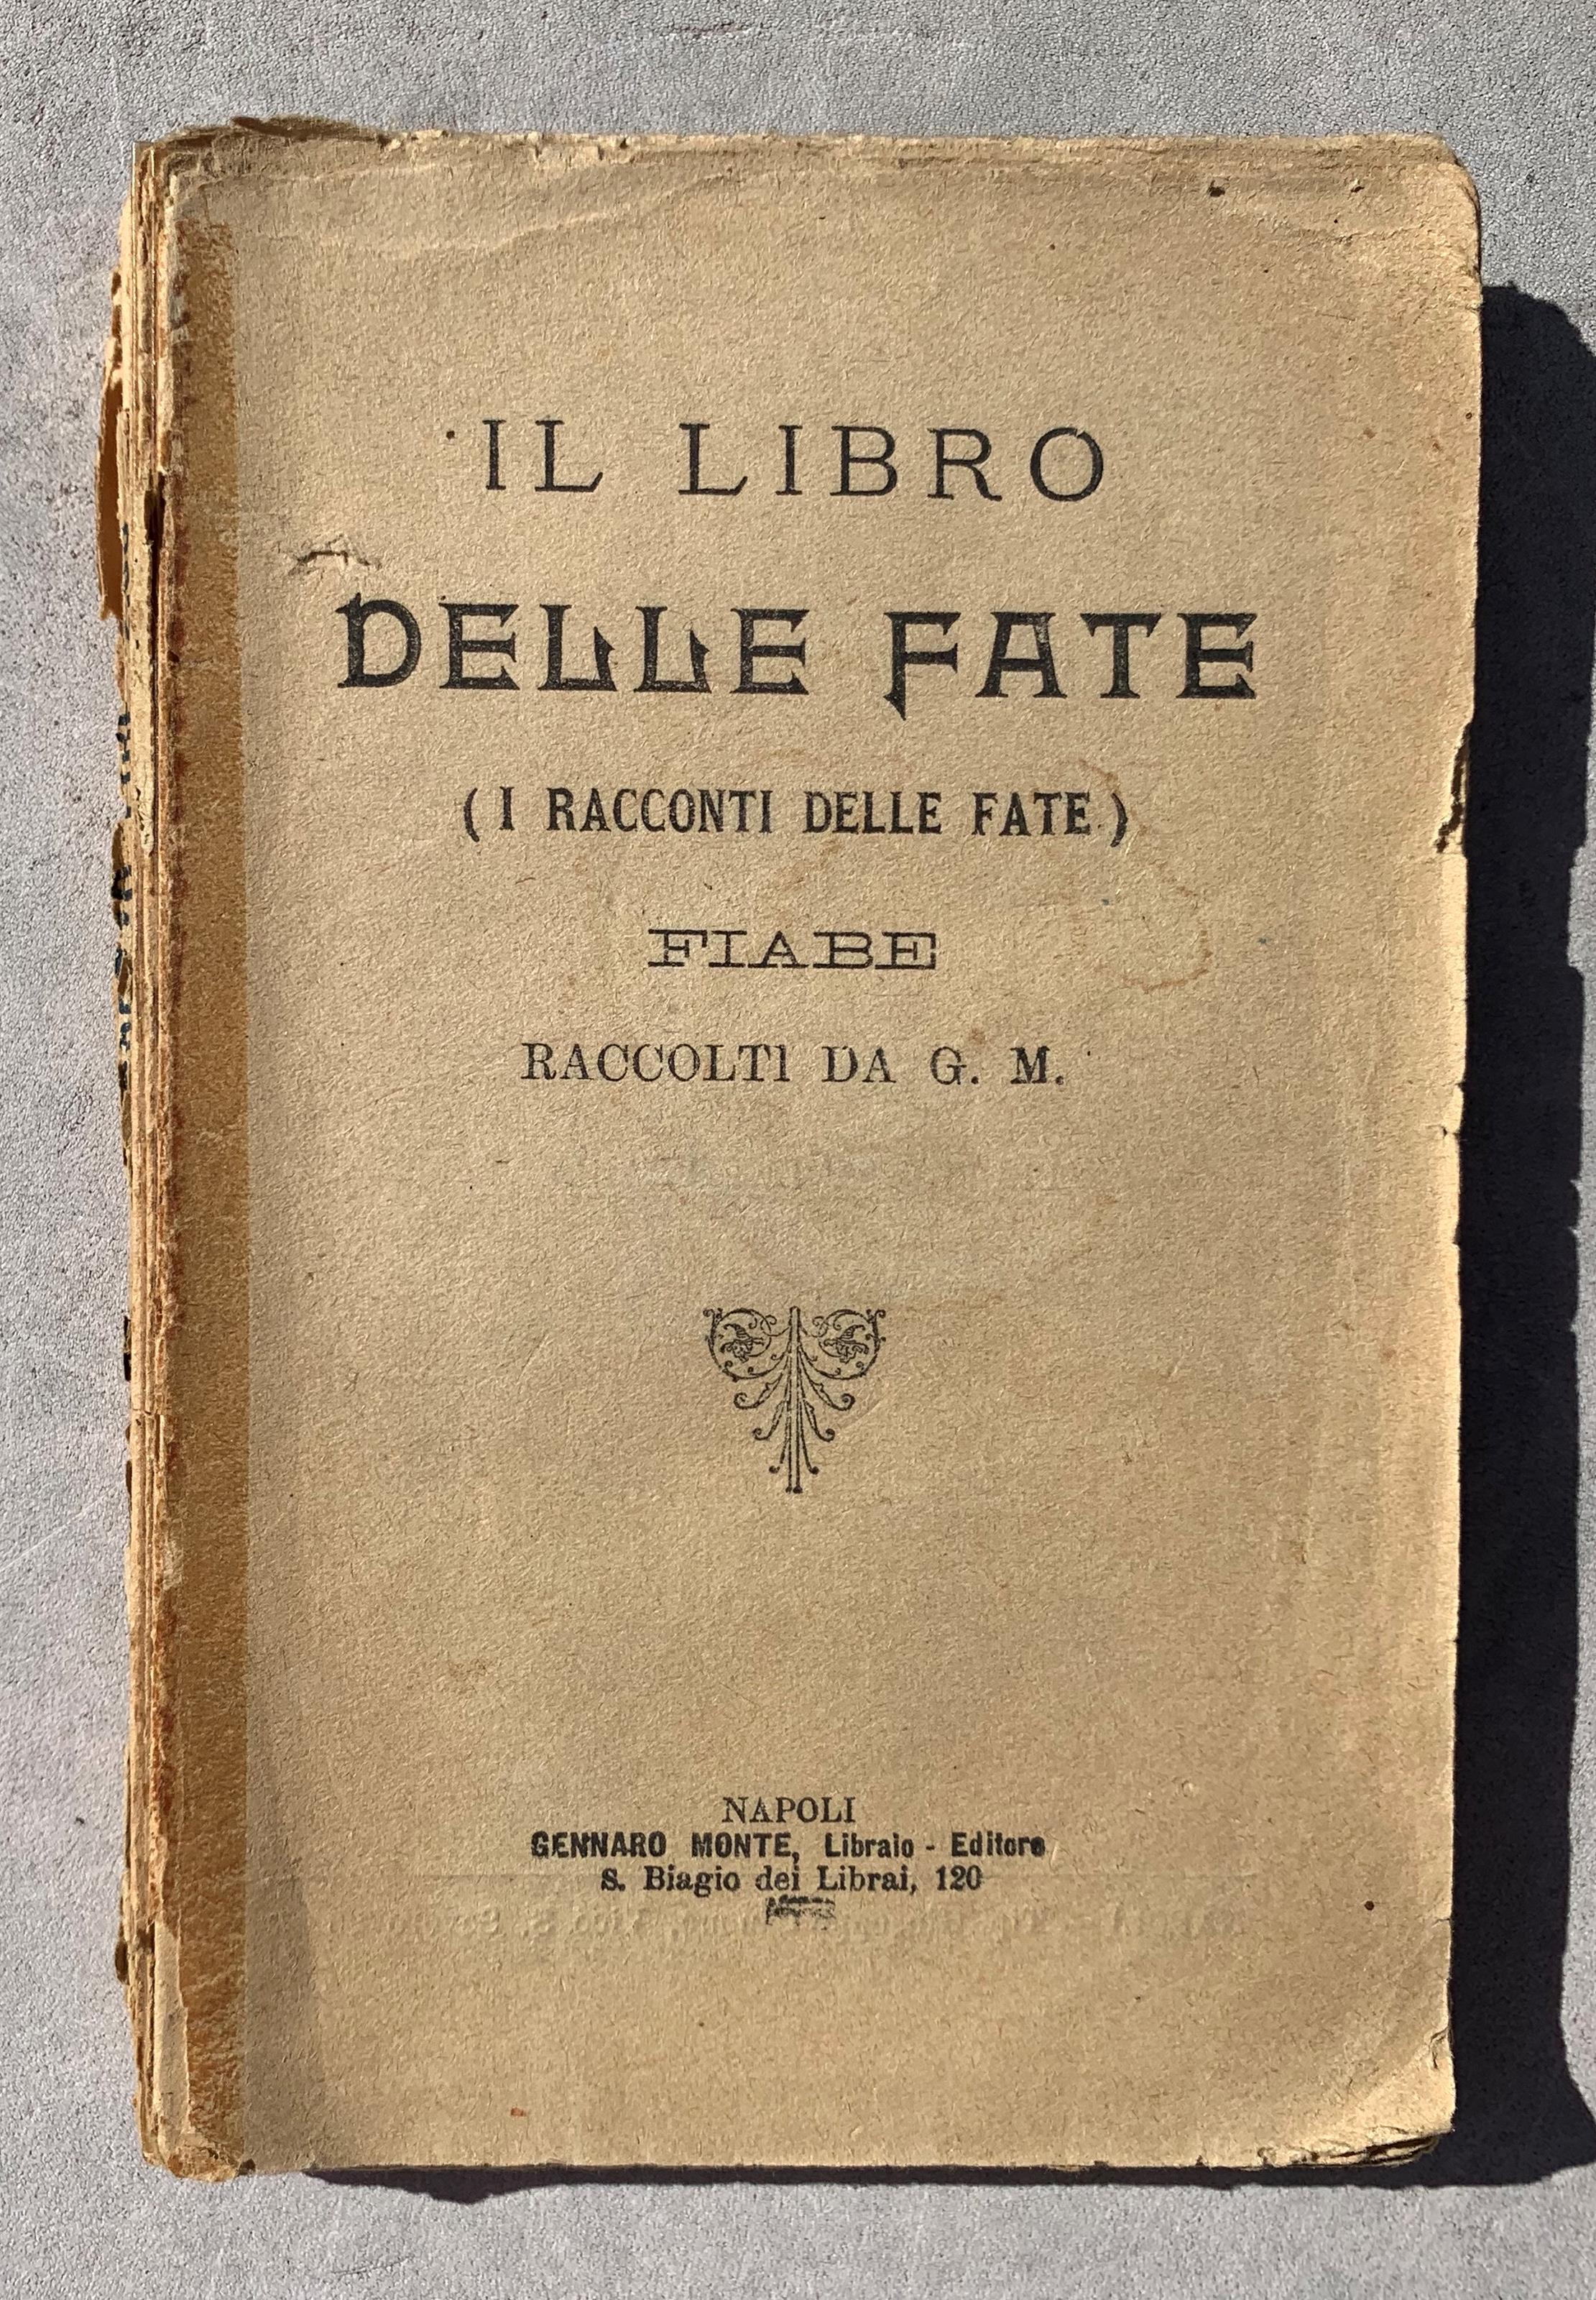 IL LIBRO
DELLE FATE
(I RACCONTI DELLE FATE)
FIABE
RACCOLTI DA G. M.
NAPOLI
GENNARO MONTE, Libraio - Editore
S. Biagio dei Librai, 120